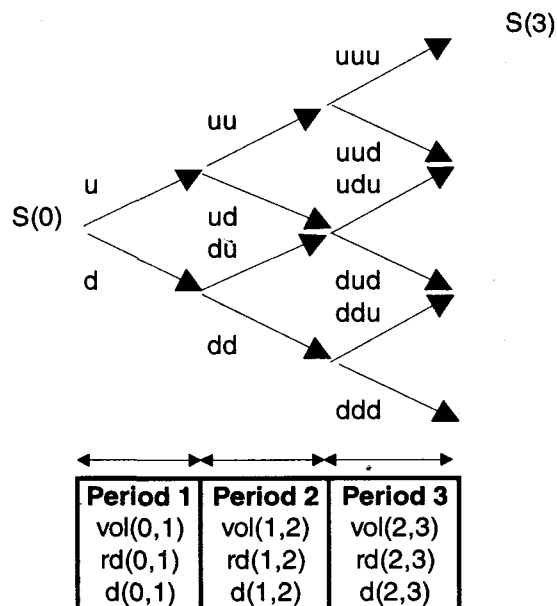 S(3)
uuu
uu
uud
u
udu
S(0)
ud
dü
d
dud
ddu
dd
ddd
Period 1 Period 2 Period 3
vol(0,1) vol(1,2) vol(2,3)
rd(0,1) rd(1,2) rd(2,3)
d(0,1) d(1,2) d(2,3)